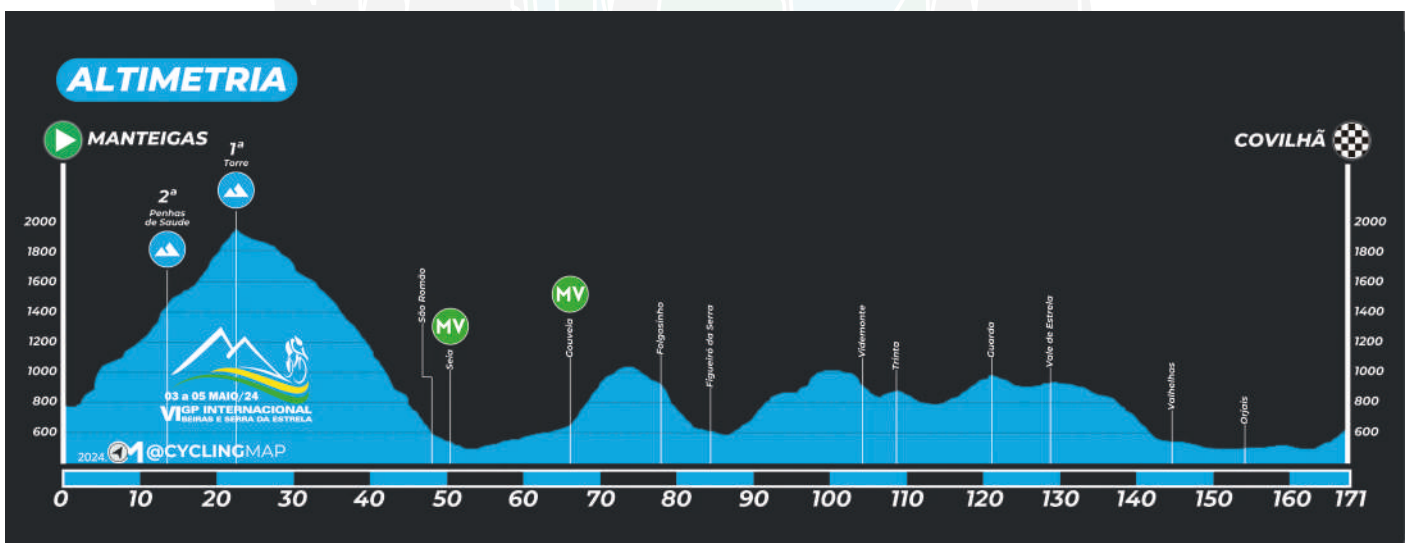 ALTIMETRIA
MANTEIGAS
COVILHÃ
1ª
Torre
2ª
Penhas
de Saude
2000
1800
1600
1400
1200
1000
800
600
São Romão
MV
Seia
MV
Gouveia
Folgosinho
Figueiró da Serra
Videmonte
Trinta
Guarda
Vale de Estrela
Valhelhas
Orjais
2000
1800
1600
1400
1200
1000
800
600
03 a 05 MAIO/24
VI GP INTERNACIONAL
BEIRAS E SERRA DA ESTRELA
2024. @CYCLINGMAP
0 10 20 30 40 50 60 70 80 90 100 110 120 130 140 150 160 171